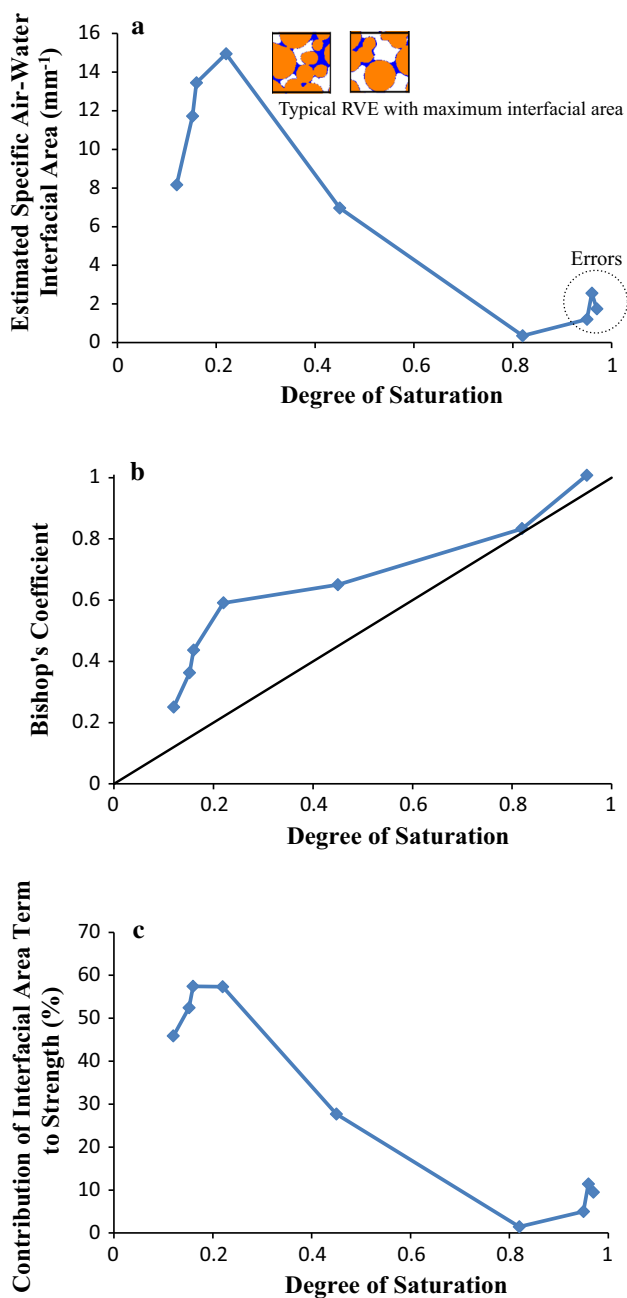 a
Typical RVE with maximum interfacial area
Errors
Estimated Specific Air-Water
Interfacial Area (mm-1)
16
14
12
10
8
6
4
2
0
0 0.2 0.4 0.6 0.8 1
Degree of Saturation
b
Bishop's Coefficient
1
0.8
0.6
0.4
0.2
0
0 0.2 0.4 0.6 0.8 1
Degree of Saturation
c
Contribution of Interfacial Area Term
to Strength (%)
70
60
50
40
30
20
10
0
0 0.2 0.4 0.6 0.8 1
Degree of Saturation